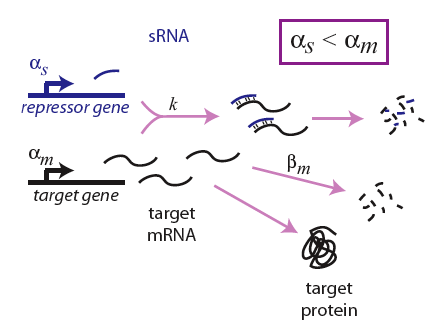 sRNA
αs < αm
αs
repressor gene
k
αm
target gene
βm
target
mRNA
target
protein